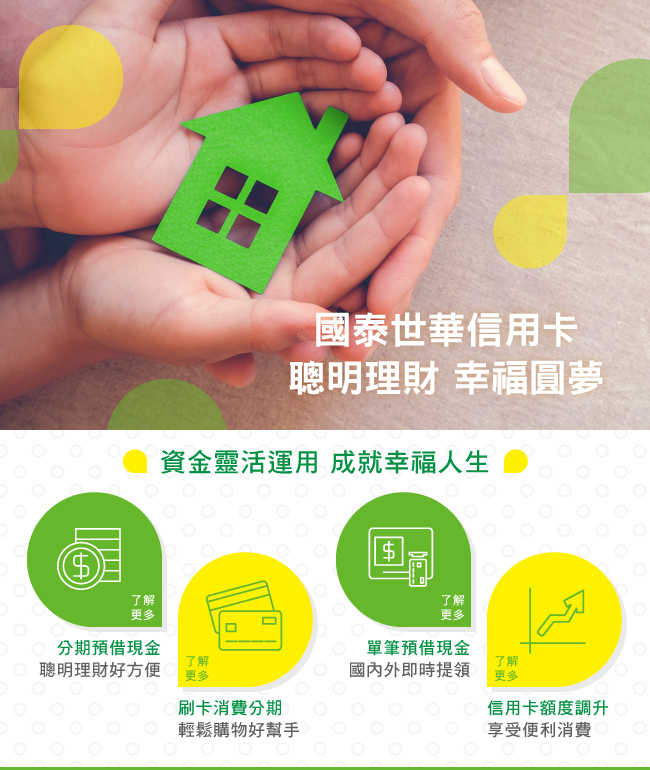 國泰世華信用卡
聰明理財 幸福圓夢
資金靈活運用 成就幸福人生
了解
更多
分期預借現金
聰明理財好方便
了解
更多
刷卡消費分期
輕鬆購物好幫手
了解
更多
單筆預借現金
國內外即時提領
了解
更多
信用卡額度調升
享受便利消費